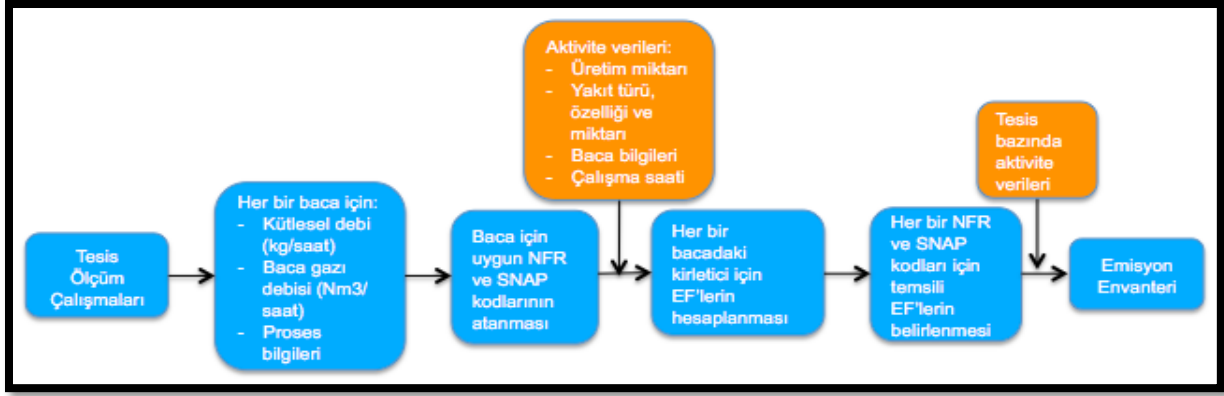 Tesis
Ölçüm
Çalışmaları
Her bir baca için:
- Kütlesel debi
(kg/saat)
- Baca gazı
debisi (Nm3/
saat)
- Proses
bilgileri
Baca için
uygun NFR
ve SNAP
kodlarının
atanması
Aktivite verileri:
- Üretim miktarı
- Yakıt türü,
özelliği ve
miktarı
- Baca bilgileri
- Çalışma saati
Her bir
bacadaki
kirletici için
EF'lerin
hesaplanması
Her bir NFR
ve SNAP
kodları için
temsili
EF'lerin
belirlenmesi
Tesis
bazında
aktivite
verileri
Emisyon
Envanteri